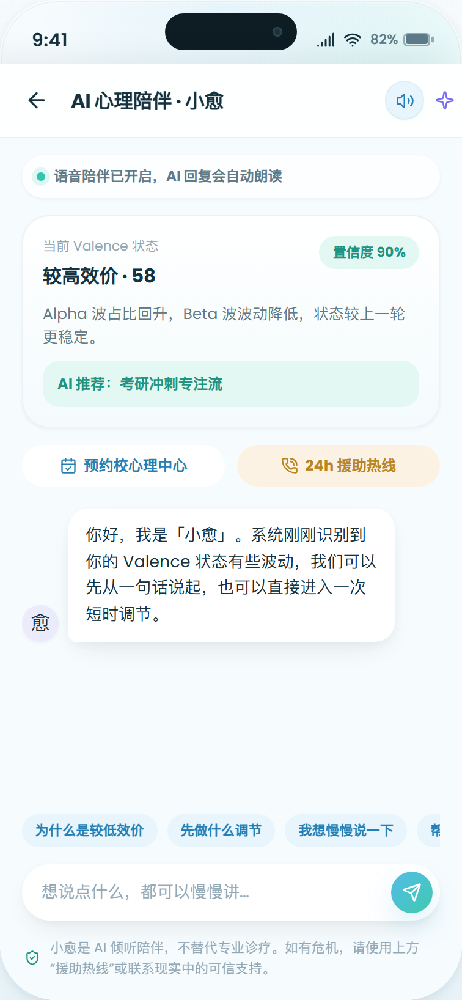 9:41
82%
AI 心理陪伴 · 小愈
语音陪伴已开启，AI 回复会自动朗读
当前 Valence 状态
置信度 90%
较高效价 · 58
Alpha 波占比回升，Beta 波波动降低，状态较上一轮
更稳定。
AI 推荐：考研冲刺专注流
预约校心理中心
24h 援助热线
你好，我是「小愈」。系统刚刚识别到
你的 Valence 状态有些波动，我们可以
先从一句话说起，也可以直接进入一次
短时调节。
愈
为什么是较低效价
先做什么调节
我想慢慢说一下
帮
想说点什么，都可以慢慢讲...
小愈是 AI 倾听陪伴，不替代专业诊疗。如有危机，请使用上方
“援助热线”或联系现实中的可信支持。